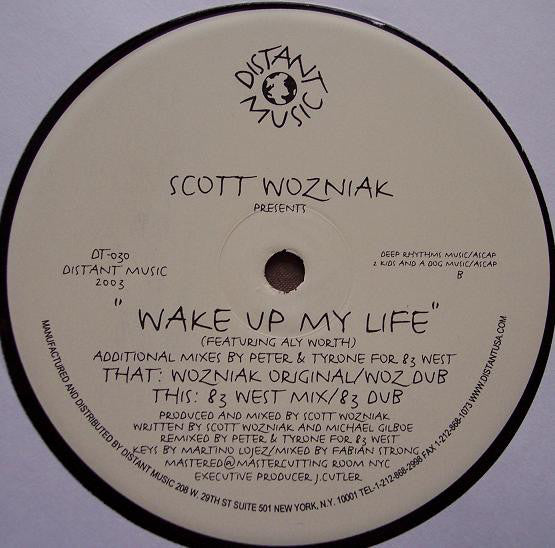 DISTANT
MUSIC
SCOTT WOZNIAK
PRESENTS
DT-030
DISTANT MUSIC
2003
DEEP RHYTHMS MUSIC/ASCAP
2 KIDS AND A DOG MUSIC/ASCAP
B
"WAKE UP MY LIFE"
(FEATURING ALY WORTH)
ADDITIONAL MIXES BY PETER & TYRONE FOR 83 WEST
THAT: WOZNIAK ORIGINAL/WOZ DUB
THIS: 83 WEST MIX/83 DUB
PRODUCED AND MIXED BY SCOTT WOZNIAK
WRITTEN BY SCOTT WOZNIAK AND MICHAEL GILBOE
REMIXED BY PETER & TYRONE FOR 83 WEST
KEYS BY MARTINO LOJEZ/MIXED BY FABIAN STRONG
MASTERED@MASTERCUTTING ROOM NYC
EXECUTIVE PRODUCER J.CUTLER
MANUFACTURED AND DISTRIBUTED BY DISTANT MUSIC 208 W. 29TH ST SUITE 501 NEW YORK, N.Y. 10001 TEL-1-212-868-2998 FAX 1-212-868-1073 WWW.DISTANTUSA.COM